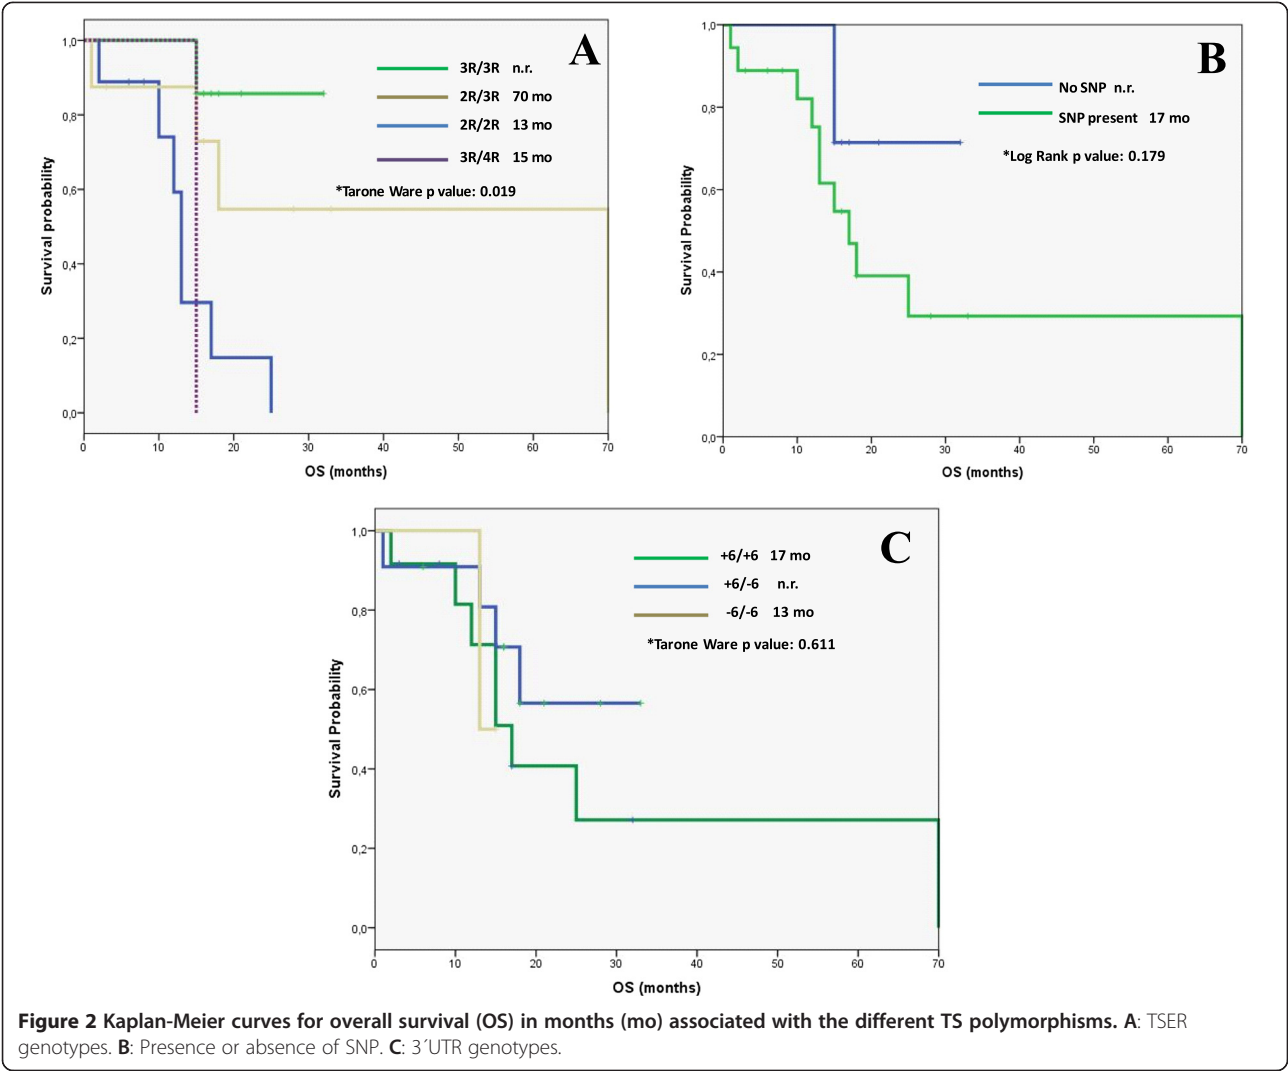 A
1,0
0,8
0,6
0,4
0,2
0,0
Survival probability
3R/3R n.r.
2R/3R 70 mo
2R/2R 13 mo
3R/4R 15 mo
*Tarone Ware p value: 0.019
0 10 20 30 40 50 60 70
OS (months)
B
1,0
0,8
0,6
0,4
0,2
0,0
Survival Probability
No SNP n.r.
SNP present 17 mo
*Log Rank p value: 0.179
0 10 20 30 40 50 60 70
OS (months)
C
1,0
0,8
0,6
0,4
0,2
0,0
Survival Probability
+6/+6 17 mo
+6/-6 n.r.
-6/-6 13 mo
*Tarone Ware p value: 0.611
0 10 20 30 40 50 60 70
OS (months)
Figure 2 Kaplan-Meier curves for overall survival (OS) in months (mo) associated with the different TS polymorphisms. A: TSER
genotypes. B: Presence or absence of SNP. C: 3´UTR genotypes.